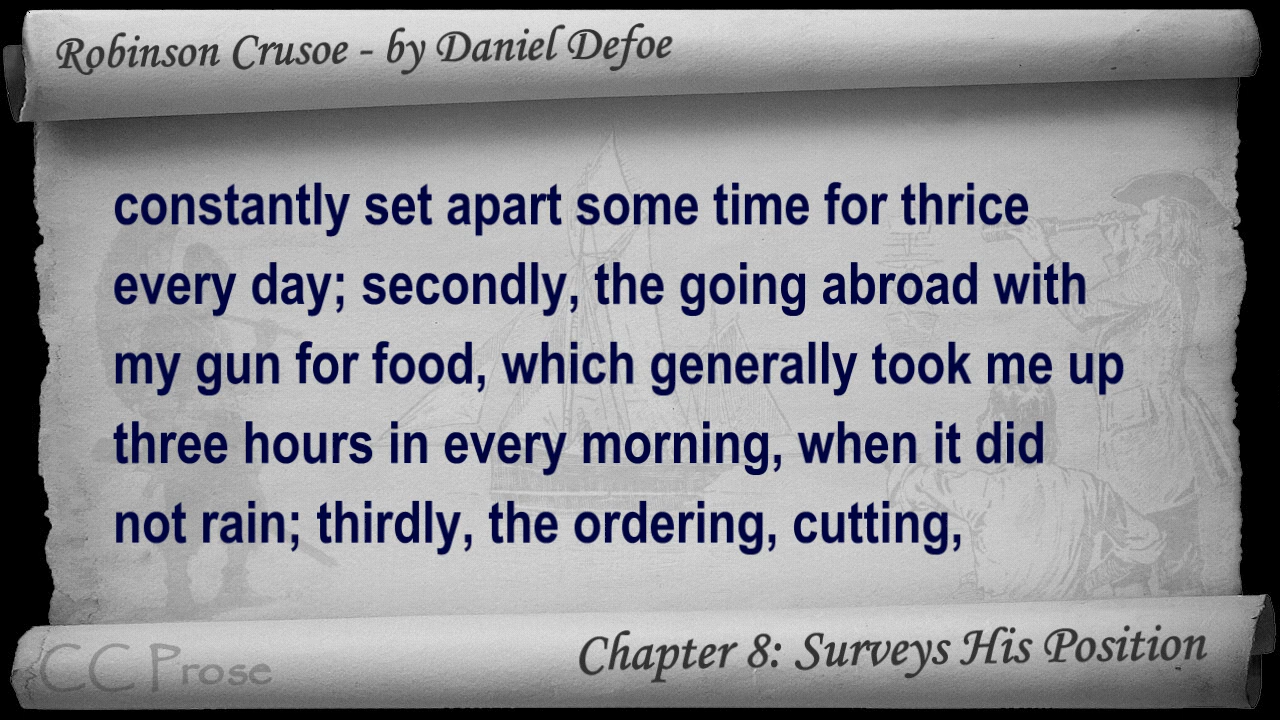 Robinson Crusoe - by Daniel Defoe
constantly set apart some time for thrice
every day; secondly, the going abroad with
my gun for food, which generally took me up
three hours in every morning, when it did
not rain; thirdly, the ordering, cutting,
Chapter 8: Surveys His Position
CC Prose